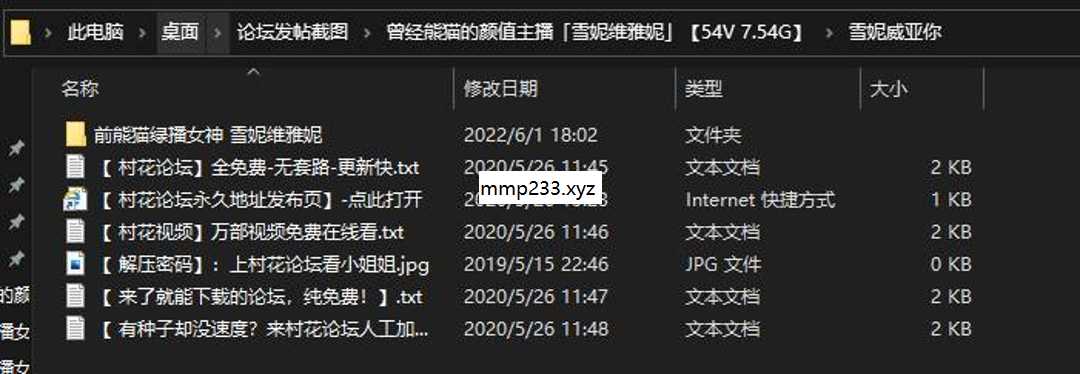 此电脑 › 桌面 › 论坛发帖截图 › 曾经熊猫的颜值主播「雪妮维雅妮」【54V 7.54G】 › 雪妮威亚你
名称 修改日期 类型 大小
前熊猫绿播女神 雪妮维雅妮 2022/6/1 18:02 文件夹
【 村花论坛】全免费-无套路-更新快.txt 2020/5/26 11:45 文本文档 2 KB
mmp233.xyz
【 村花论坛永久地址发布页】-点此打开 Internet 快捷方式 1 KB
【 村花视频】万部视频免费在线看.txt 2020/5/26 11:46 文本文档 2 KB
【 解压密码】：上村花论坛看小姐姐.jpg 2019/5/15 22:46 JPG 文件 0 KB
的颜
【 来了就能下载的论坛，纯免费！】.txt 2020/5/26 11:47 文本文档 2 KB
播女
【 有种子却没速度？来村花论坛人工加... 2020/5/26 11:48 文本文档 2 KB
播女